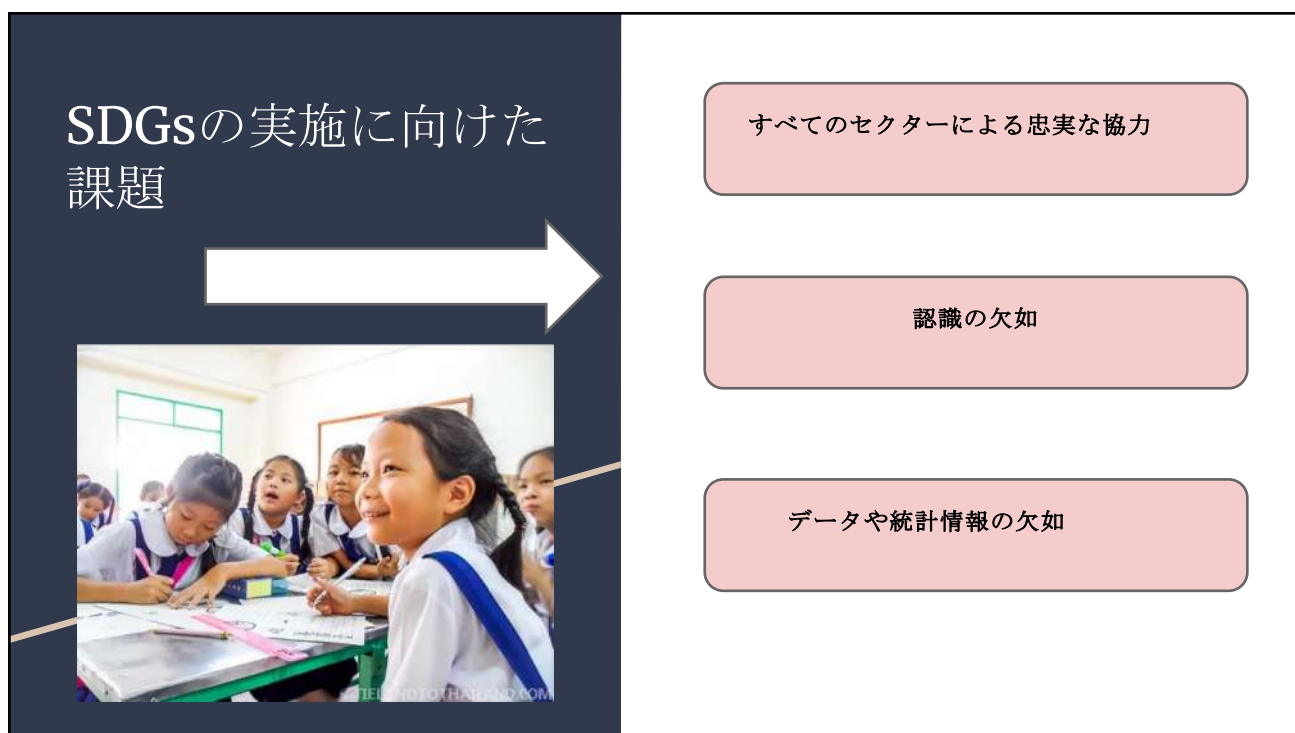 SDGsの実施に向けた
課題
すべてのセクターによる忠実な協力
認識の欠如
データや統計情報の欠如